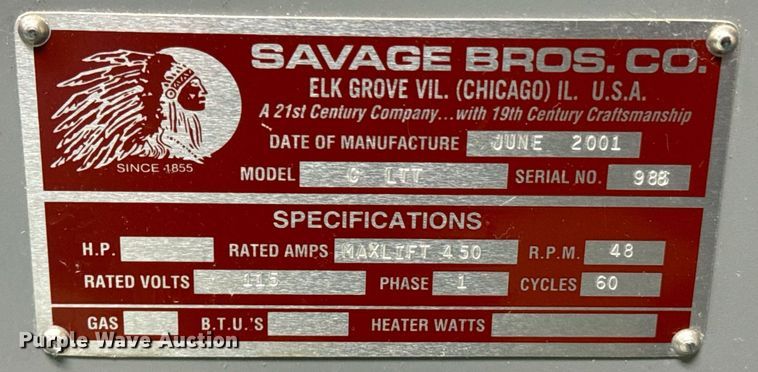 SAVAGE BROS. CO.
ELK GROVE VIL. (CHICAGO) IL. U.S.A.
A 21st Century Company...with 19th Century Craftsmanship
DATE OF MANUFACTURE JUNE 2001
SINCE 1855
MODEL C LTT SERIAL NO. 988
SPECIFICATIONS
H.P. RATED AMPS MAXLIFT 450 R.P.M. 48
RATED VOLTS 115 PHASE 1 CYCLES 60
GAS B.T.U.'S HEATER WATTS
Purple Wave Auction